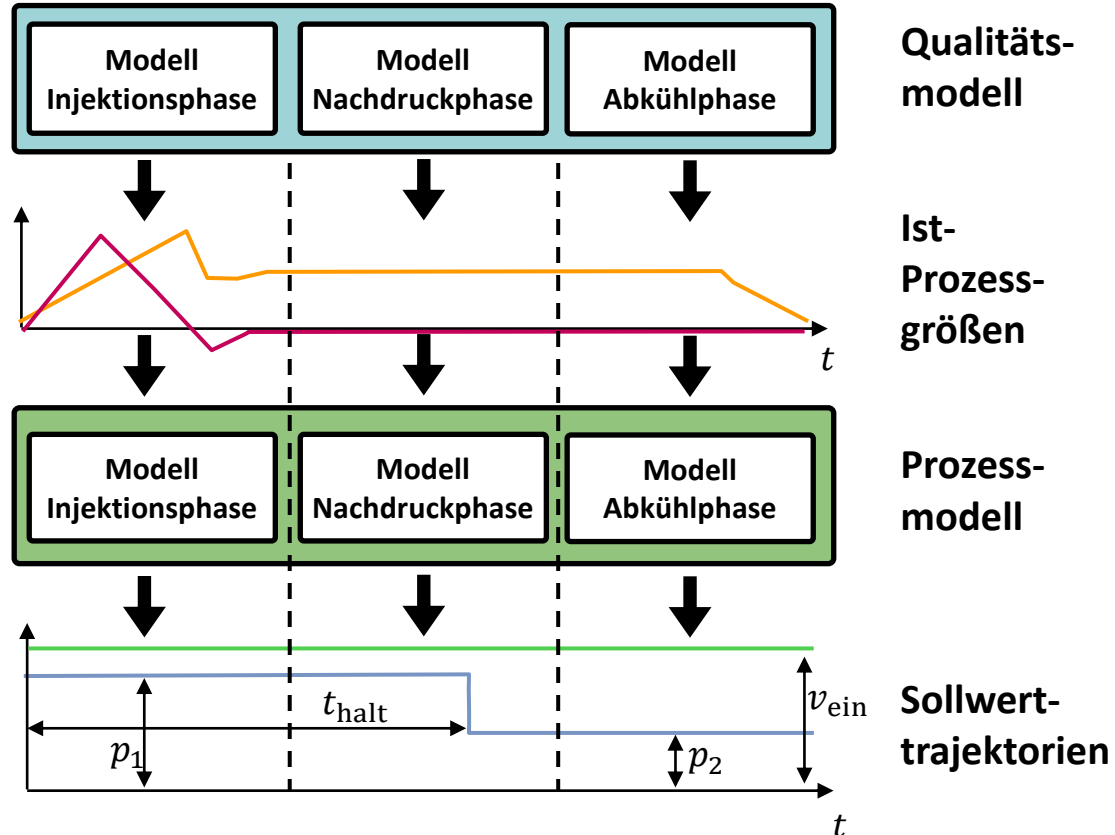 Modell
Injektionsphase
Modell
Nachdruckphase
Modell
Abkühlphase
Qualitäts-
modell
Ist-
Prozess-
größen
t
Modell
Injektionsphase
Modell
Nachdruckphase
Modell
Abkühlphase
Prozess-
modell
t_halt
v_ein
p_1
p_2
Sollwert-
trajektorien
t